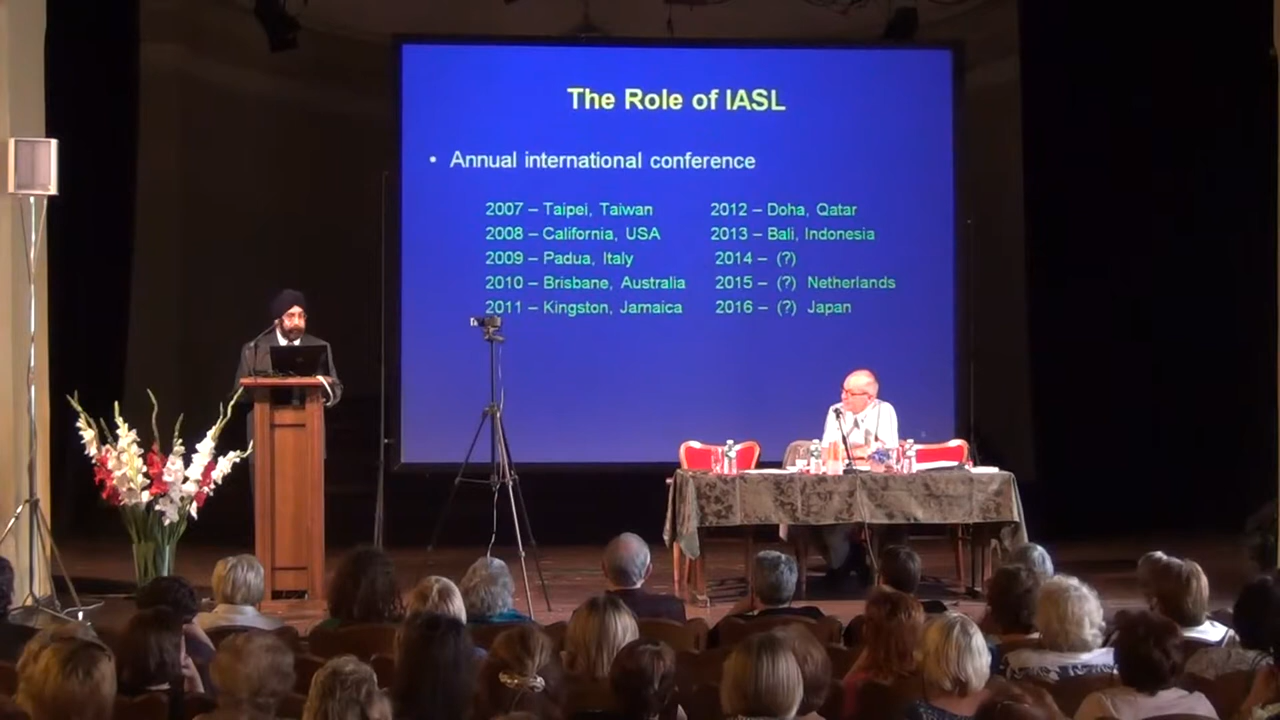 The Role of IASL
• Annual international conference
2007 – Taipei, Taiwan
2008 – California, USA
2009 – Padua, Italy
2010 – Brisbane, Australia
2011 – Kingston, Jamaica
2012 – Doha, Qatar
2013 – Bali, Indonesia
2014 – (?)
2015 – (?) Netherlands
2016 – (?) Japan